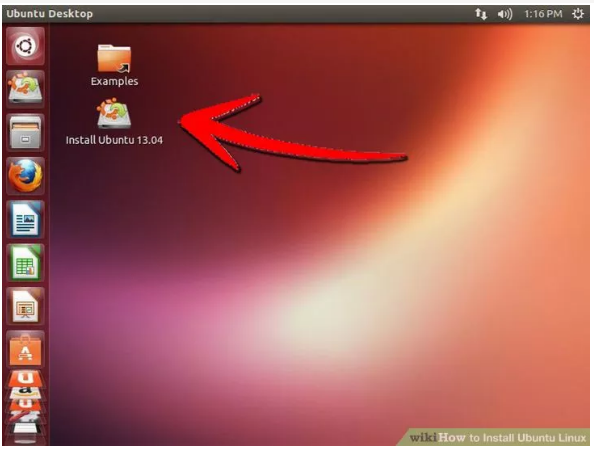 Ubuntu Desktop
1:16 PM
Examples
Install Ubuntu 13.04
wikiHow to Install Ubuntu Linux